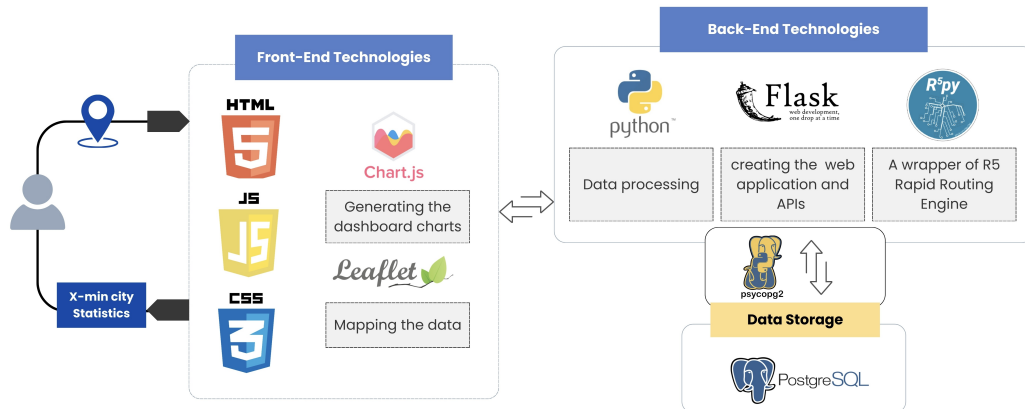 Front-End Technologies
HTML
5
JS
JS
CSS
3
Chart.js
Generating the
dashboard charts
Leaflet
Mapping the data
X-min city
Statistics
Back-End Technologies
python™
Data processing
Flask
web development,
one drop at a time
creating the web
application and
APIs
R⁵py
A wrapper of R5
Rapid Routing
Engine
psycopg2
Data Storage
PostgreSQL